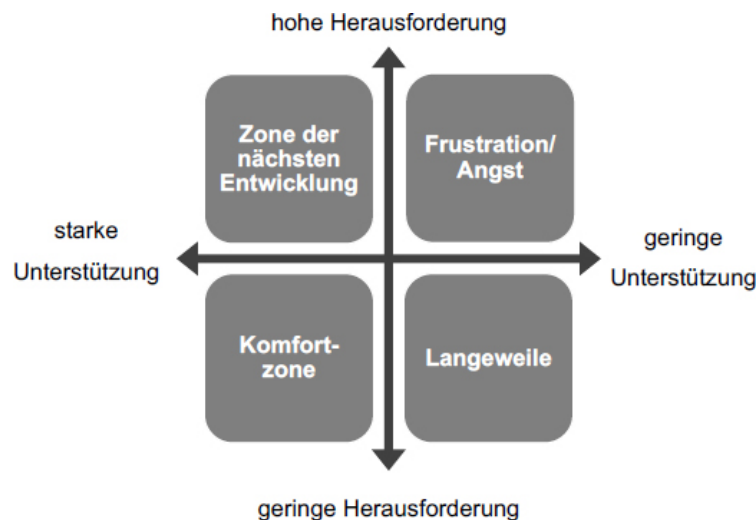 hohe Herausforderung
Zone der
nächsten
Entwicklung
Frustration/
Angst
starke
Unterstützung
geringe
Unterstützung
Komfort-
zone
Langeweile
geringe Herausforderung